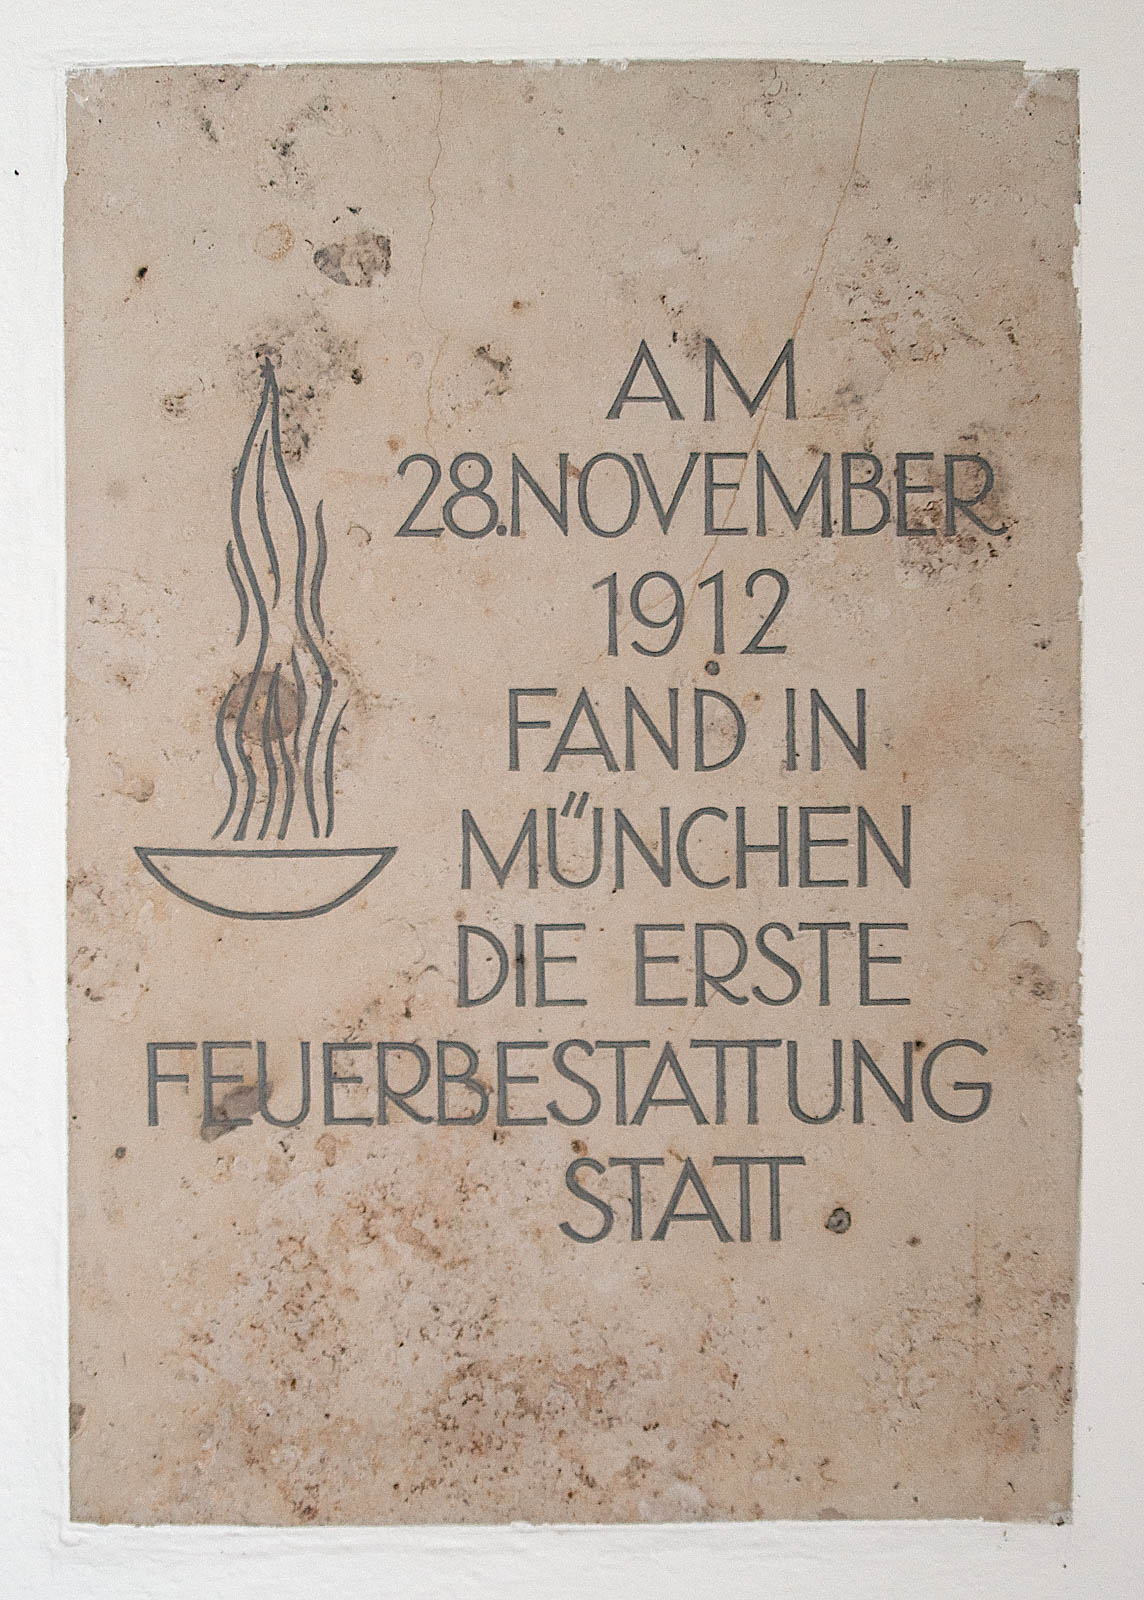 AM
28. NOVEMBER
1912
FAND IN
MÜNCHEN
DIE ERSTE
FEUERBESTATTUNG
STATT